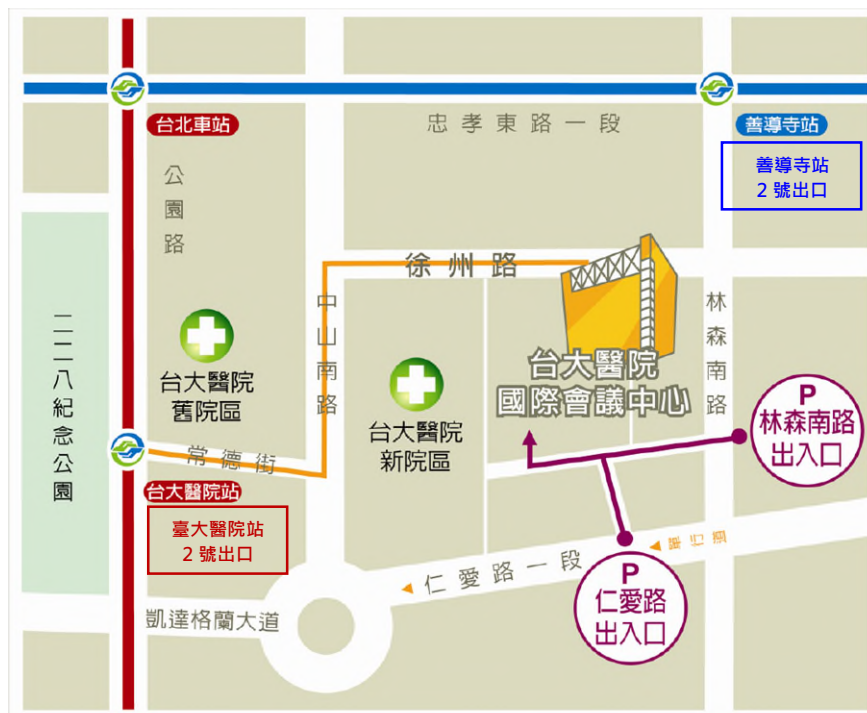 台北車站
忠孝東路一段
善導寺站
善導寺站
2 號出口
公園路
徐州路
中山南路
林森南路
二二八紀念公園
台大醫院
舊院區
台大醫院
新院區
台大醫院
國際會議中心
P
林森南路
出入口
常德街
台大醫院站
臺大醫院站
2 號出口
單行道
仁愛路一段
P
仁愛路
出入口
凱達格蘭大道